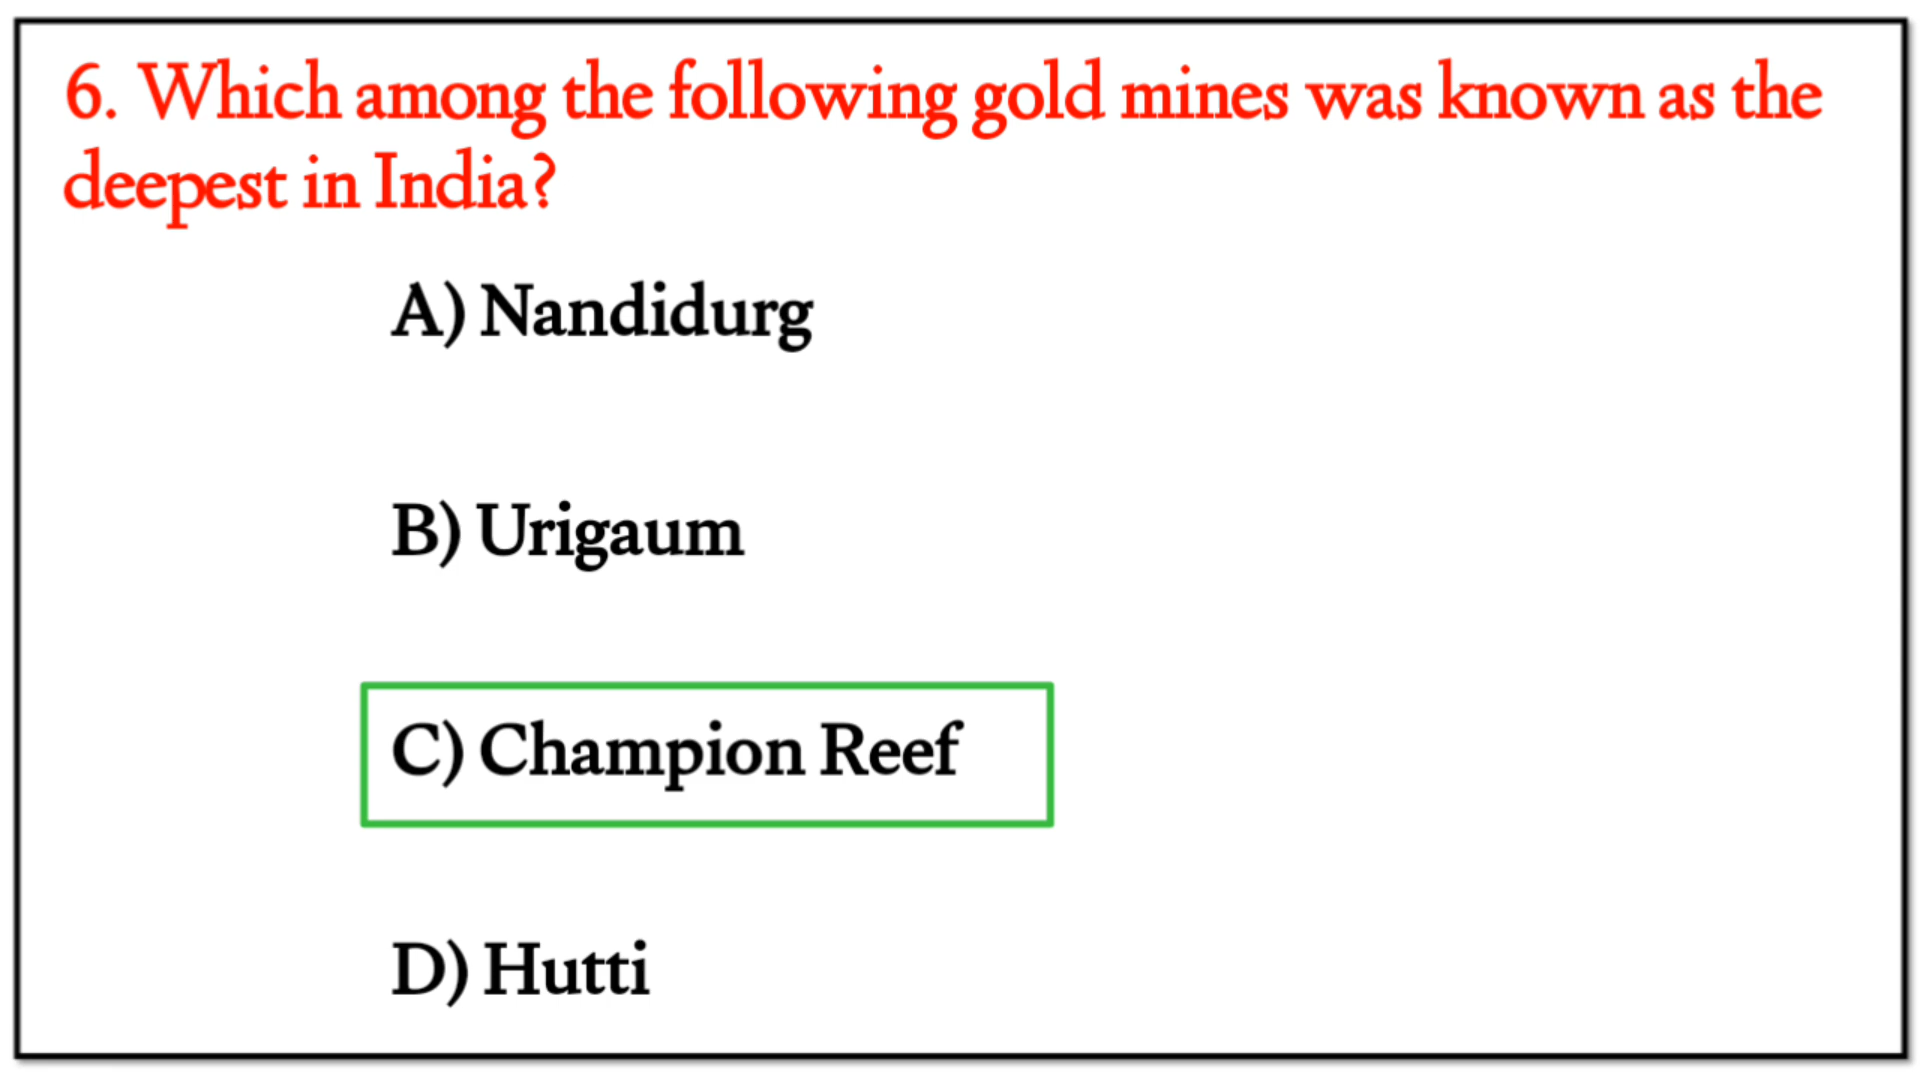 6. Which among the following gold mines was known as the
deepest in India?
A) Nandidurg
B) Urigaum
C) Champion Reef
D) Hutti